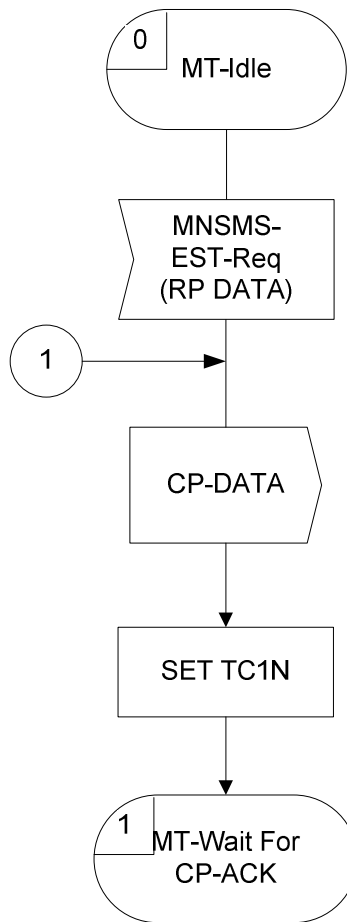 0
MT-Idle
MNSMS-
EST-Req
(RP DATA)
1
CP-DATA
SET TC1N
1
MT-Wait For
CP-ACK